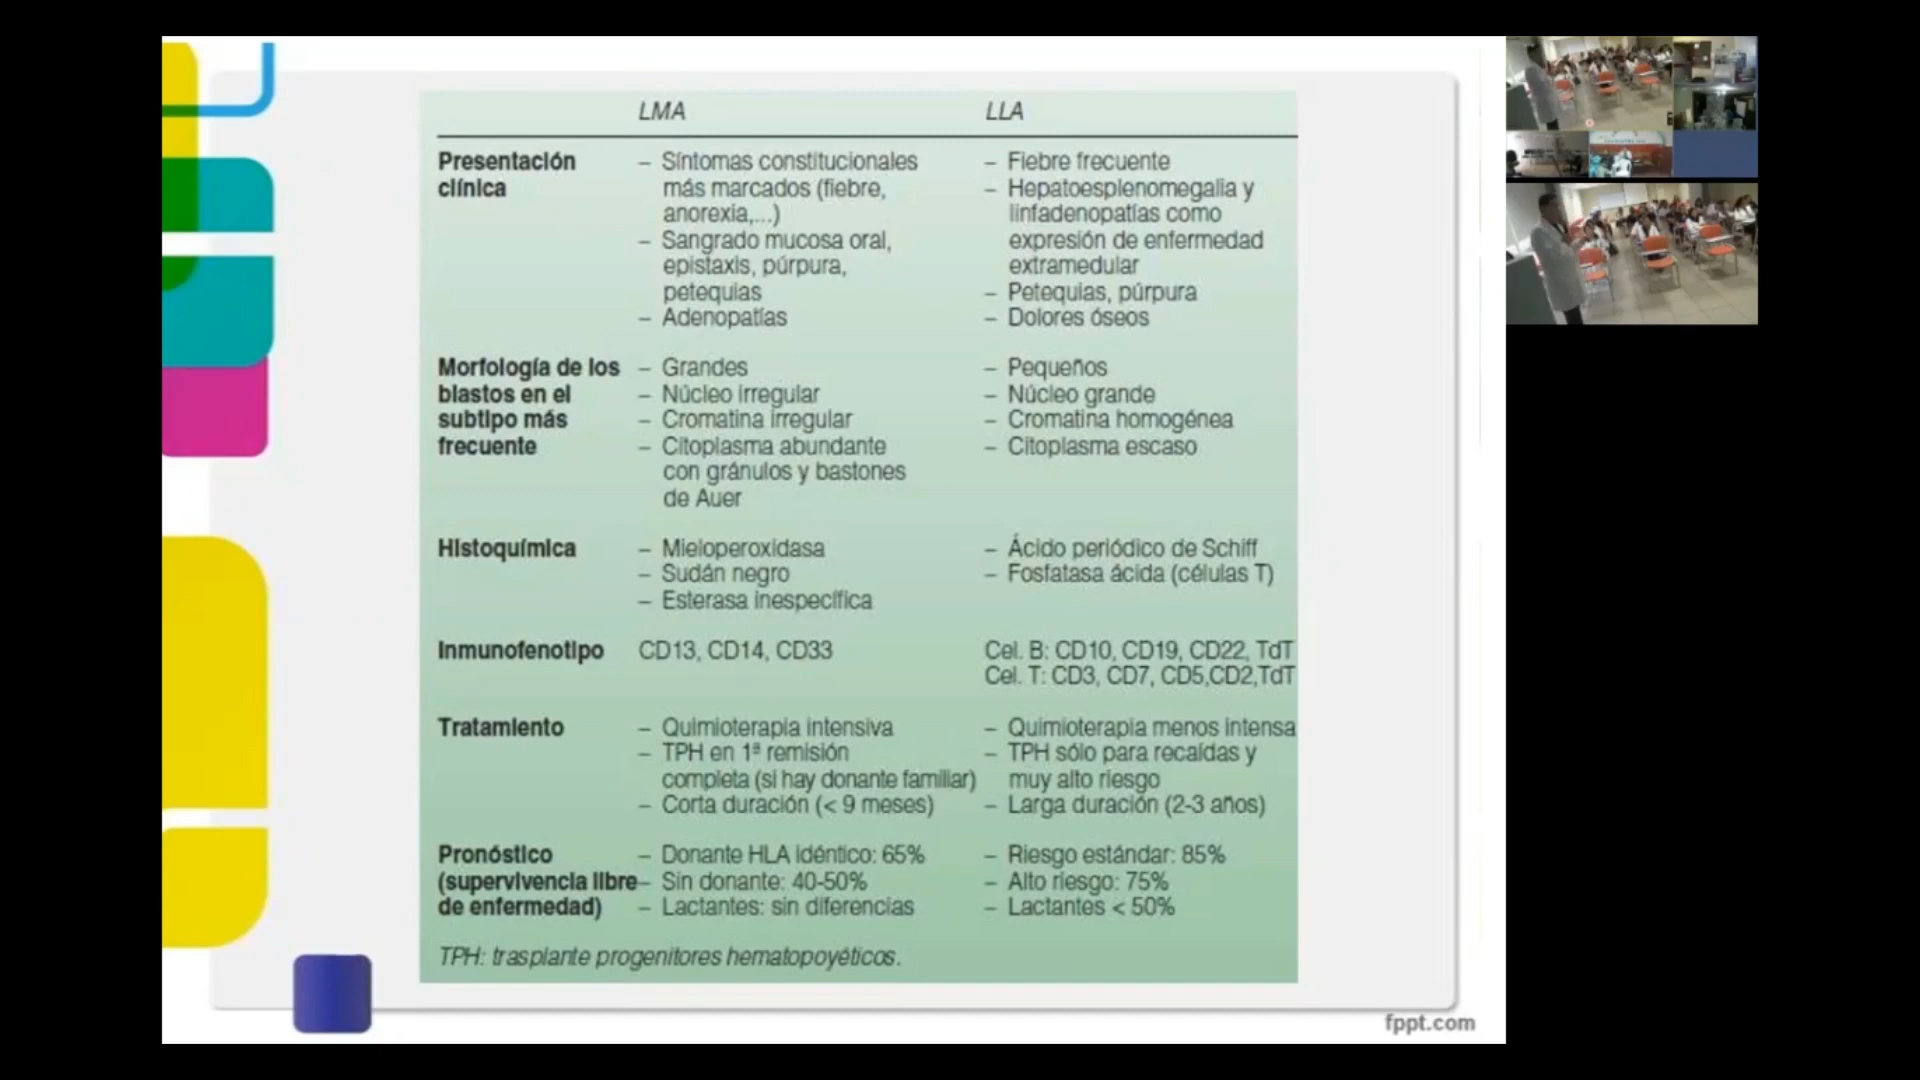 LMA LLA
Presentación – Síntomas constitucionales – Fiebre frecuente
clínica más marcados (fiebre, – Hepatoesplenomegalia y
anorexia,...) linfadenopatías como
– Sangrado mucosa oral, expresión de enfermedad
epistaxis, púrpura, extramedular
petequias – Petequias, púrpura
– Adenopatías – Dolores óseos
Morfología de los – Grandes – Pequeños
blastos en el – Núcleo irregular – Núcleo grande
subtipo más – Cromatina irregular – Cromatina homogénea
frecuente – Citoplasma abundante – Citoplasma escaso
con gránulos y bastones
de Auer
Histoquímica – Mieloperoxidasa – Ácido periódico de Schiff
– Sudán negro – Fosfatasa ácida (células T)
– Esterasa inespecífica
Inmunofenotipo CD13, CD14, CD33 Cel. B: CD10, CD19, CD22, TdT
Cel. T: CD3, CD7, CD5,CD2,TdT
Tratamiento – Quimioterapia intensiva – Quimioterapia menos intensa
– TPH en 1ª remisión – TPH sólo para recaídas y
completa (si hay donante familiar) muy alto riesgo
– Corta duración (< 9 meses) – Larga duración (2-3 años)
Pronóstico – Donante HLA idéntico: 65% – Riesgo estándar: 85%
(supervivencia libre – Sin donante: 40-50% – Alto riesgo: 75%
de enfermedad) – Lactantes: sin diferencias – Lactantes < 50%
TPH: trasplante progenitores hematopoyéticos.
fppt.com